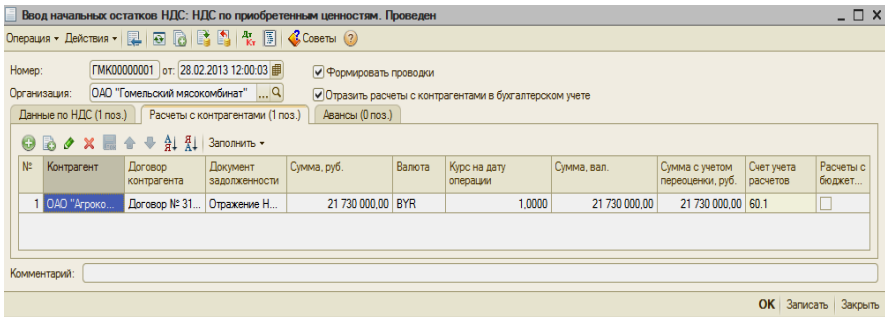 Ввод начальных остатков НДС: НДС по приобретенным ценностям. Проведен
Операция Действия Дт Кт Советы
Номер: ГМК00000001 от: 28.02.2013 12:00:03 Формировать проводки
Организация: ОАО "Гомельский мясокомбинат" ... Отразить расчеты с контрагентами в бухгалтерском учете
Данные по НДС (1 поз.) Расчеты с контрагентами (1 поз.) Авансы (0 поз.)
Заполнить
№ Контрагент Договор контрагента Документ задолженности Сумма, руб. Валюта Курс на дату операции Сумма, вал. Сумма с учетом переоценки, руб. Счет учета расчетов Расчеты с бюджет...
1 ОАО "Агроко... Договор № 31... Отражение Н... 21 730 000,00 BYR 1,0000 21 730 000,00 21 730 000,00 60.1
Комментарий:
OK Записать Закрыть